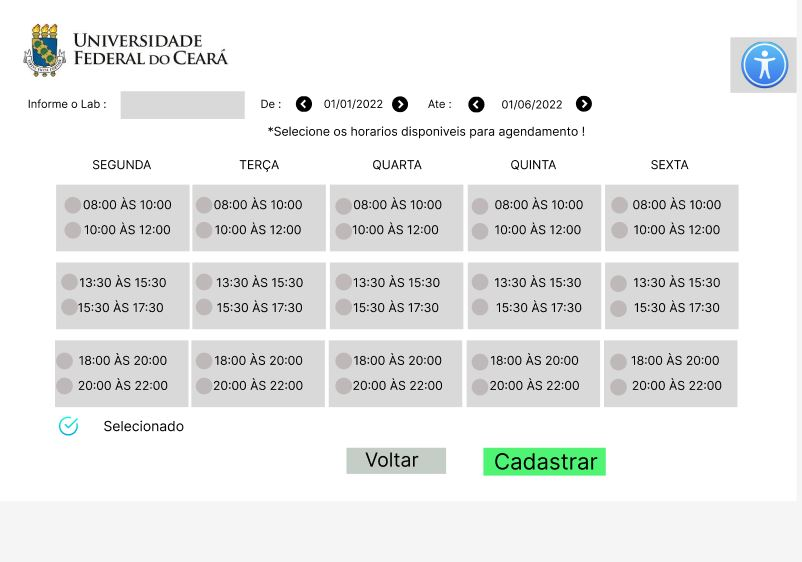 UNIVERSIDADE
FEDERAL DO CEARÁ
Informe o Lab : De : 01/01/2022 Ate : 01/06/2022
*Selecione os horarios disponiveis para agendamento !
SEGUNDA TERÇA QUARTA QUINTA SEXTA
08:00 ÀS 10:00 08:00 ÀS 10:00 08:00 ÀS 10:00 08:00 ÀS 10:00 08:00 ÀS 10:00
10:00 ÀS 12:00 10:00 ÀS 12:00 10:00 ÀS 12:00 10:00 ÀS 12:00 10:00 ÀS 12:00
13:30 ÀS 15:30 13:30 ÀS 15:30 13:30 ÀS 15:30 13:30 ÀS 15:30 13:30 ÀS 15:30
15:30 ÀS 17:30 15:30 ÀS 17:30 15:30 ÀS 17:30 15:30 ÀS 17:30 15:30 ÀS 17:30
18:00 ÀS 20:00 18:00 ÀS 20:00 18:00 ÀS 20:00 18:00 ÀS 20:00 18:00 ÀS 20:00
20:00 ÀS 22:00 20:00 ÀS 22:00 20:00 ÀS 22:00 20:00 ÀS 22:00 20:00 ÀS 22:00
Selecionado
Voltar Cadastrar